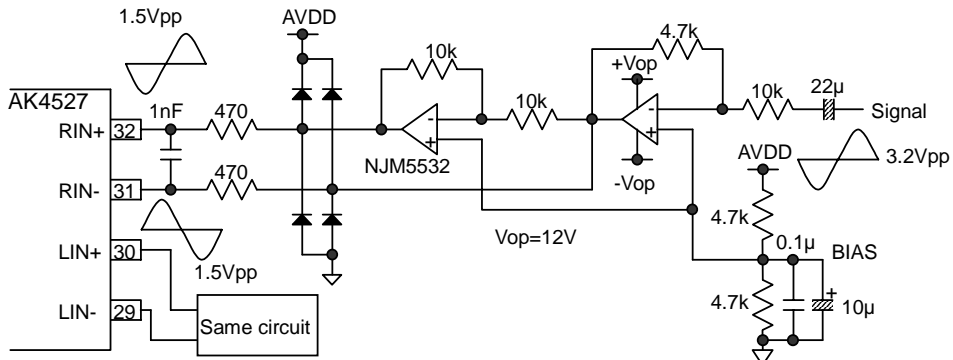 1.5Vpp
AVDD
4.7k
10k
+Vop
AK4527
1nF
470
10k
10k
22µ
Signal
RIN+ 32
-
+
-
+
NJM5532
AVDD
3.2Vpp
470
-Vop
RIN- 31
4.7k
Vop=12V
LIN+ 30
0.1µ
BIAS
1.5Vpp
+
4.7k
10µ
LIN- 29
Same circuit